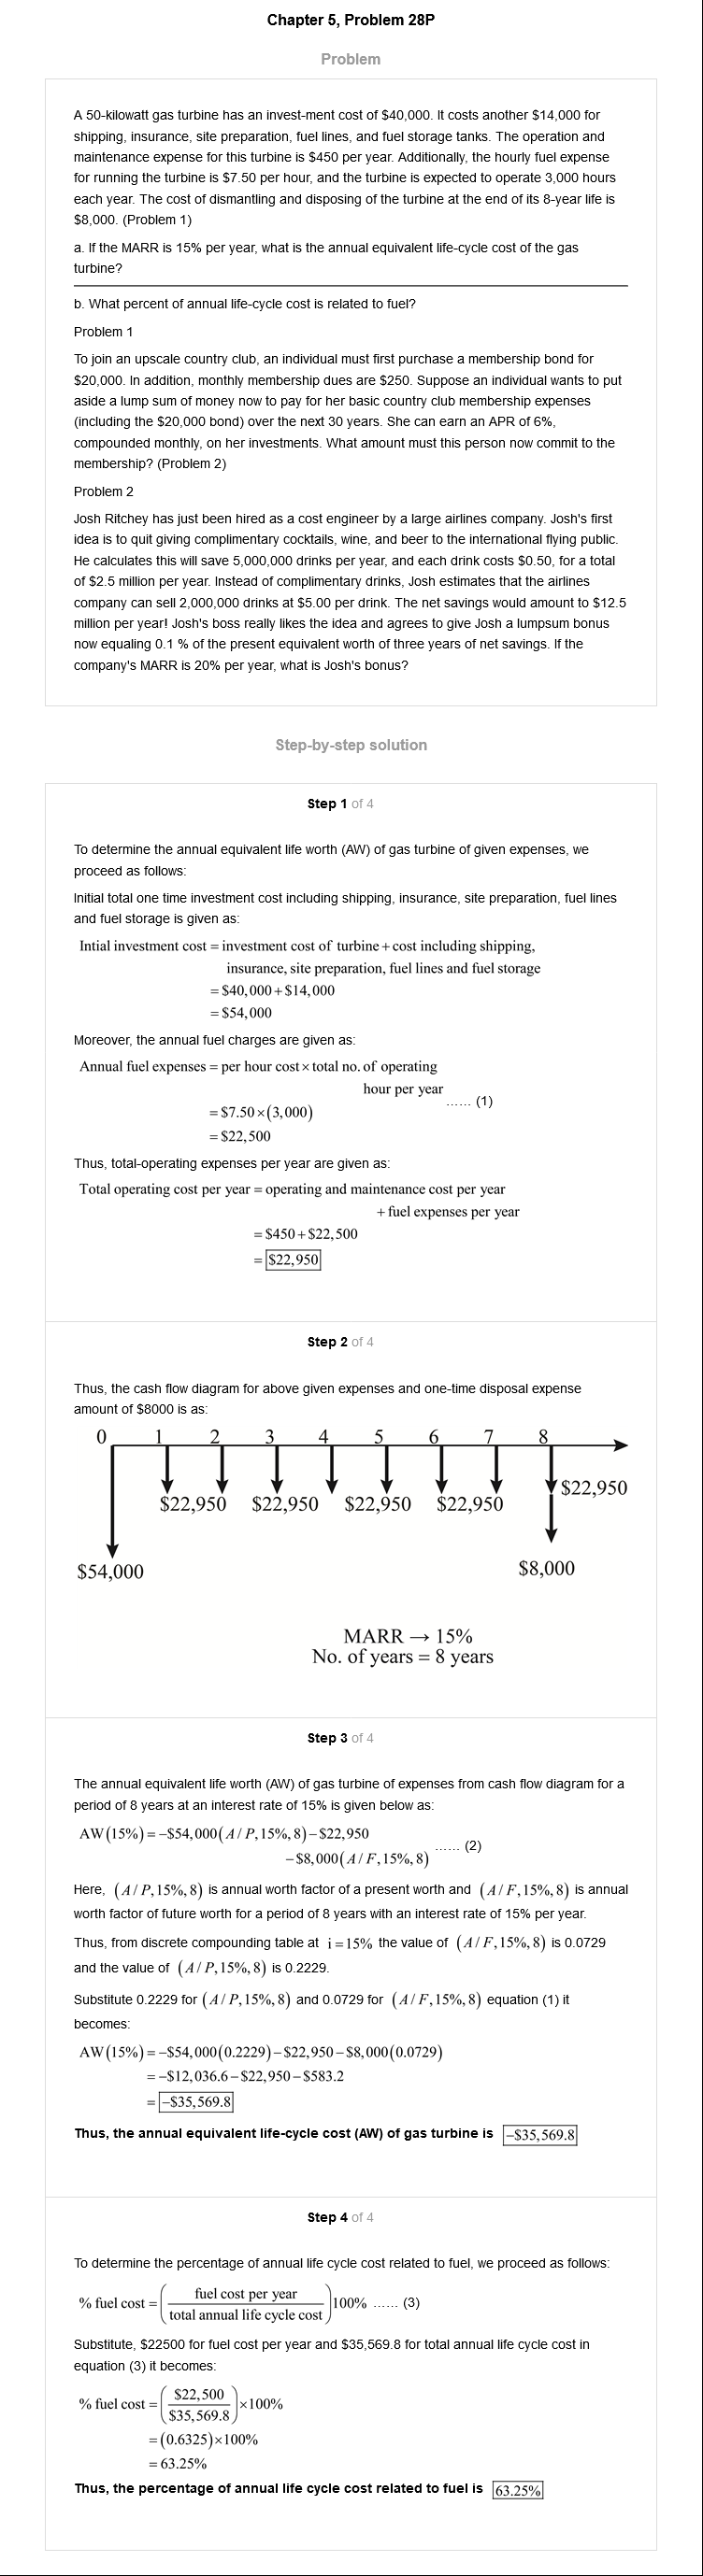 Chapter 5, Problem 28P
Problem
A 50-kilowatt gas turbine has an invest-ment cost of $40,000. It costs another $14,000 for
shipping, insurance, site preparation, fuel lines, and fuel storage tanks. The operation and
maintenance expense for this turbine is $450 per year. Additionally, the hourly fuel expense
for running the turbine is $7.50 per hour, and the turbine is expected to operate 3,000 hours
each year. The cost of dismantling and disposing of the turbine at the end of its 8-year life is
$8,000. (Problem 1)
a. If the MARR is 15% per year, what is the annual equivalent life-cycle cost of the gas
turbine?
b. What percent of annual life-cycle cost is related to fuel?
Problem 1
To join an upscale country club, an individual must first purchase a membership bond for
$20,000. In addition, monthly membership dues are $250. Suppose an individual wants to put
aside a lump sum of money now to pay for her basic country club membership expenses
(including the $20,000 bond) over the next 30 years. She can earn an APR of 6%,
compounded monthly, on her investments. What amount must this person now commit to the
membership? (Problem 2)
Problem 2
Josh Ritchey has just been hired as a cost engineer by a large airlines company. Josh's first
idea is to quit giving complimentary cocktails, wine, and beer to the international flying public.
He calculates this will save 5,000,000 drinks per year, and each drink costs $0.50, for a total
of $2.5 million per year. Instead of complimentary drinks, Josh estimates that the airlines
company can sell 2,000,000 drinks at $5.00 per drink. The net savings would amount to $12.5
million per year! Josh's boss really likes the idea and agrees to give Josh a lumpsum bonus
now equaling 0.1 % of the present equivalent worth of three years of net savings. If the
company's MARR is 20% per year, what is Josh's bonus?
Step-by-step solution
Step 1 of 4
To determine the annual equivalent life worth (AW) of gas turbine of given expenses, we
proceed as follows:
Initial total one time investment cost including shipping, insurance, site preparation, fuel lines
and fuel storage is given as:
Intial investment cost = investment cost of turbine + cost including shipping,
insurance, site preparation, fuel lines and fuel storage
= $40,000 + $14,000
= $54,000
Moreover, the annual fuel charges are given as:
Annual fuel expenses = per hour cost × total no. of operating
hour per year
...... (1)
= $7.50 × (3,000)
= $22,500
Thus, total-operating expenses per year are given as:
Total operating cost per year = operating and maintenance cost per year
+ fuel expenses per year
= $450 + $22,500
= $22,950
Step 2 of 4
Thus, the cash flow diagram for above given expenses and one-time disposal expense
amount of $8000 is as:
0 1 2 3 4 5 6 7 8
$22,950
$22,950 $22,950 $22,950 $22,950
$54,000 $8,000
MARR → 15%
No. of years = 8 years
Step 3 of 4
The annual equivalent life worth (AW) of gas turbine of expenses from cash flow diagram for a
period of 8 years at an interest rate of 15% is given below as:
AW(15%) = −$54,000(A/P,15%,8) − $22,950
...... (2)
− $8,000(A/F,15%,8)
Here, (A/P,15%,8) is annual worth factor of a present worth and (A/F,15%,8) is annual
worth factor of future worth for a period of 8 years with an interest rate of 15% per year.
Thus, from discrete compounding table at i = 15% the value of (A/F,15%,8) is 0.0729
and the value of (A/P,15%,8) is 0.2229.
Substitute 0.2229 for (A/P,15%,8) and 0.0729 for (A/F,15%,8) equation (1) it
becomes:
AW(15%) = −$54,000(0.2229) − $22,950 − $8,000(0.0729)
= −$12,036.6 − $22,950 − $583.2
= −$35,569.8
Thus, the annual equivalent life-cycle cost (AW) of gas turbine is −$35,569.8
Step 4 of 4
To determine the percentage of annual life cycle cost related to fuel, we proceed as follows:
% fuel cost = (fuel cost per year / total annual life cycle cost)100% ...... (3)
Substitute, $22500 for fuel cost per year and $35,569.8 for total annual life cycle cost in
equation (3) it becomes:
% fuel cost = ($22,500 / $35,569.8) × 100%
= (0.6325) × 100%
= 63.25%
Thus, the percentage of annual life cycle cost related to fuel is 63.25%